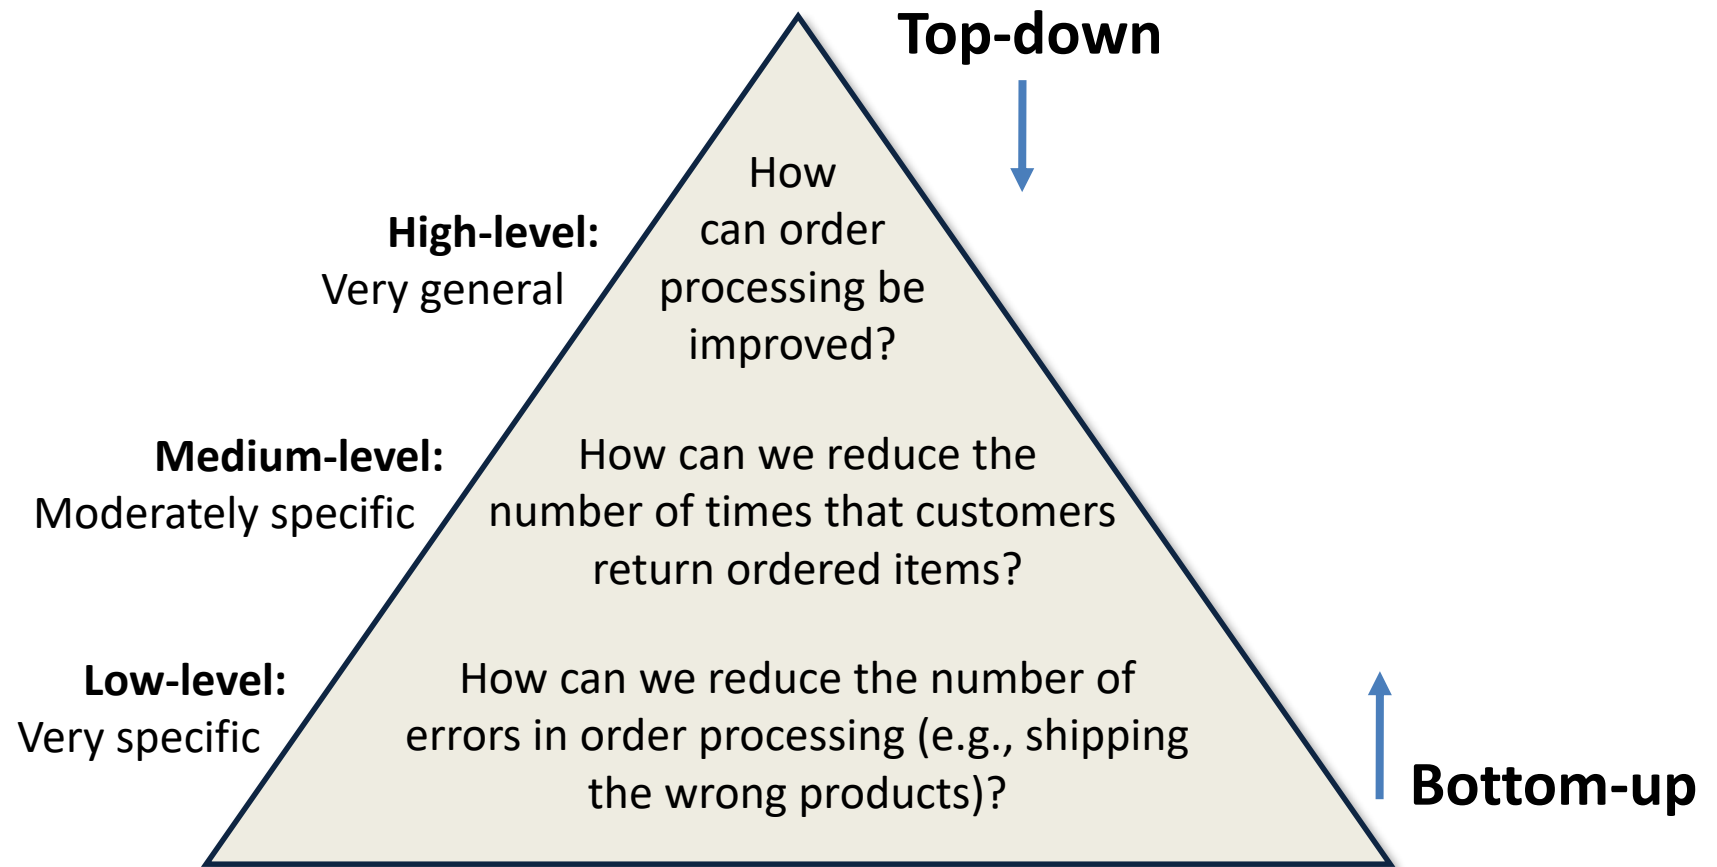 Top-down
How
can order
processing be
improved?
High-level:
Very general
Medium-level:
Moderately specific
How can we reduce the
number of times that customers
return ordered items?
Low-level:
Very specific
How can we reduce the number of
errors in order processing (e.g., shipping
the wrong products)?
Bottom-up